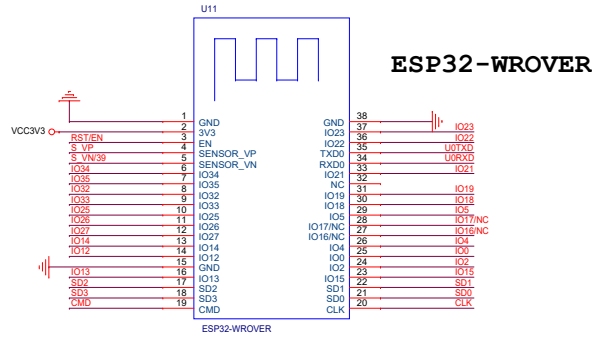 U11
ESP32-WROVER
1 GND GND 38
VCC3V3 2 3V3 IO23 37 IO23
RST/EN 3 EN IO22 36 IO22
S_VP 4 SENSOR_VP TXD0 35 U0TXD
S_VN/39 5 SENSOR_VN RXD0 34 U0RXD
IO34 6 IO34 IO21 33 IO21
IO35 7 IO35 NC 32
IO32 8 IO32 IO19 31 IO19
IO33 9 IO33 IO18 30 IO18
IO25 10 IO25 IO5 29 IO5
IO26 11 IO26 IO17/NC 28 IO17/NC
IO27 12 IO27 IO16/NC 27 IO16/NC
IO14 13 IO14 IO4 26 IO4
IO12 14 IO12 IO0 25 IO0
15 GND IO2 24 IO2
IO13 16 IO13 IO15 23 IO15
SD2 17 SD2 SD1 22 SD1
SD3 18 SD3 SD0 21 SD0
CMD 19 CMD CLK 20 CLK
ESP32-WROVER